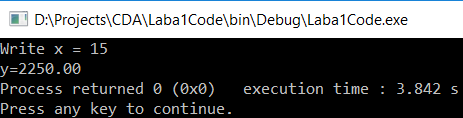 D:\Projects\CDA\Laba1Code\bin\Debug\Laba1Code.exe
Write x = 15
y=2250.00
Process returned 0 (0x0)   execution time : 3.842 s
Press any key to continue.